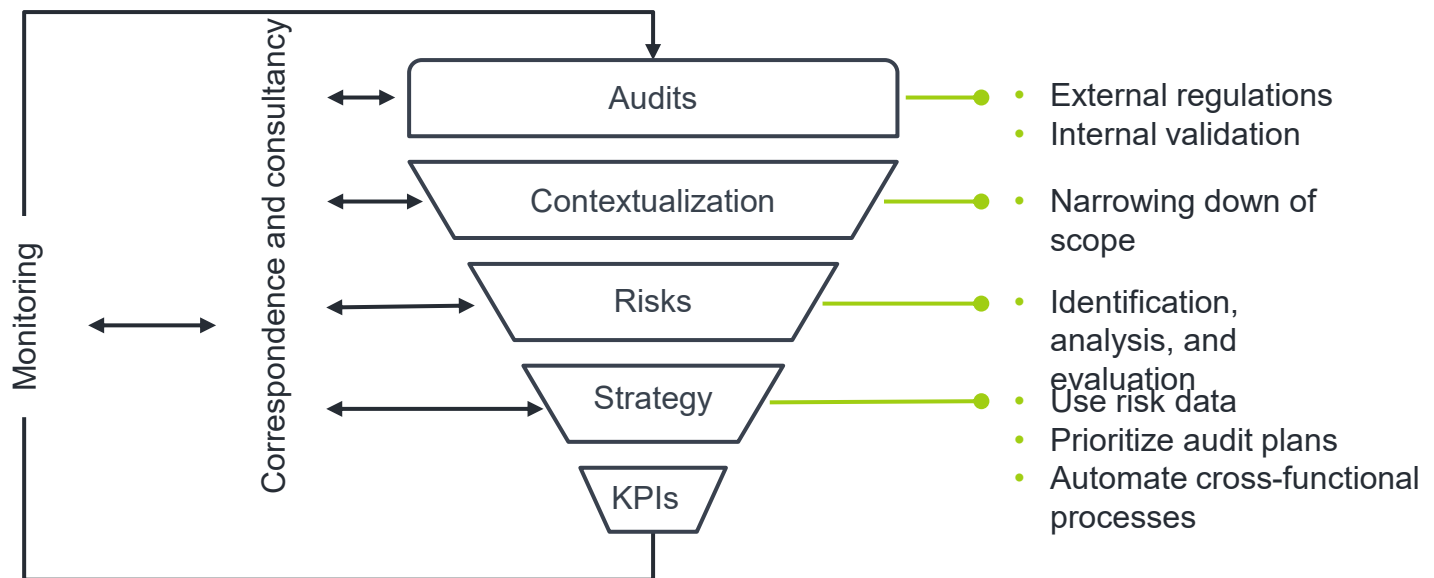 Monitoring
Correspondence and consultancy
Audits
• External regulations
• Internal validation
Contextualization
• Narrowing down of
scope
Risks
• Identification,
analysis, and
evaluation
Strategy
• Use risk data
• Prioritize audit plans
• Automate cross-functional
processes
KPIs